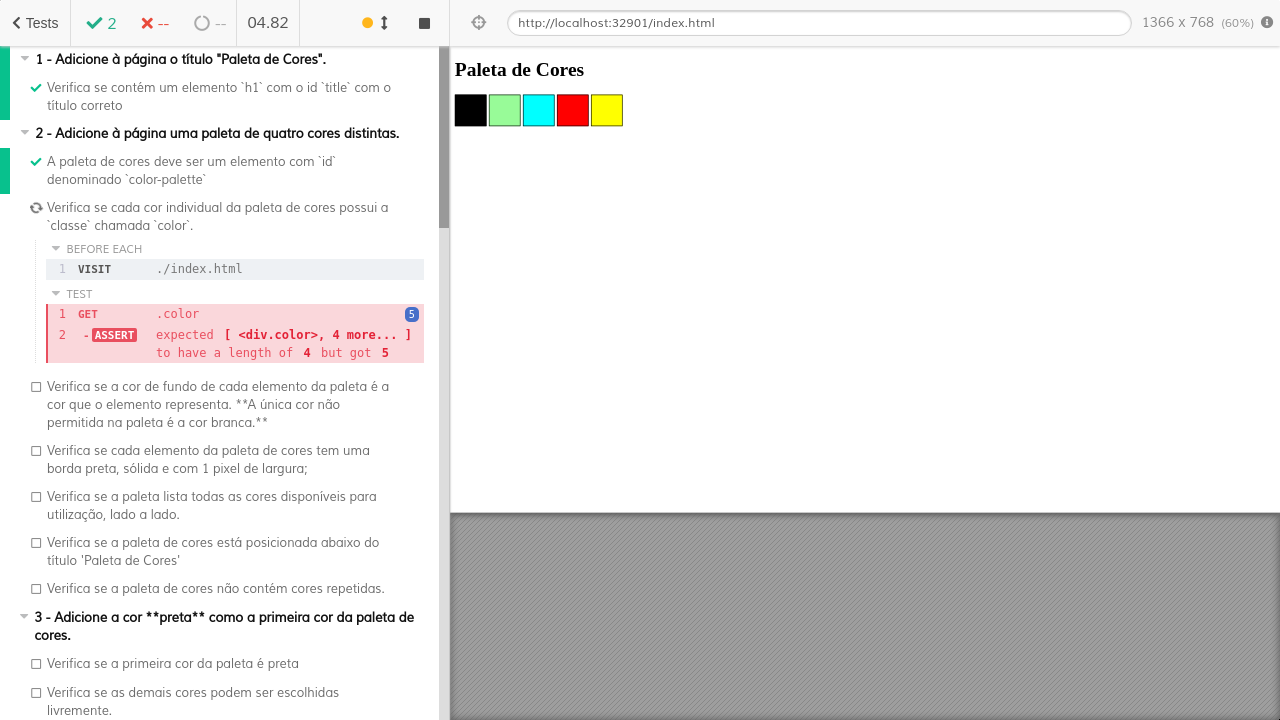 Tests
2
--
--
04.82
http://localhost:32901/index.html
1366 x 768 (60%)
1 - Adicione à página o título "Paleta de Cores".
Verifica se contém um elemento `h1` com o id `title` com o
título correto
2 - Adicione à página uma paleta de quatro cores distintas.
A paleta de cores deve ser um elemento com `id`
denominado `color-palette`
Verifica se cada cor individual da paleta de cores possui a
`classe` chamada `color`.
BEFORE EACH
1 VISIT ./index.html
TEST
1 GET .color 5
2 -ASSERT expected [ <div.color>, 4 more... ]
to have a length of 4 but got 5
Verifica se a cor de fundo de cada elemento da paleta é a
cor que o elemento representa. **A única cor não
permitida na paleta é a cor branca.**
Verifica se cada elemento da paleta de cores tem uma
borda preta, sólida e com 1 pixel de largura;
Verifica se a paleta lista todas as cores disponíveis para
utilização, lado a lado.
Verifica se a paleta de cores está posicionada abaixo do
título 'Paleta de Cores'
Verifica se a paleta de cores não contém cores repetidas.
3 - Adicione a cor **preta** como a primeira cor da paleta de
cores.
Verifica se a primeira cor da paleta é preta
Verifica se as demais cores podem ser escolhidas
livremente.
Paleta de Cores